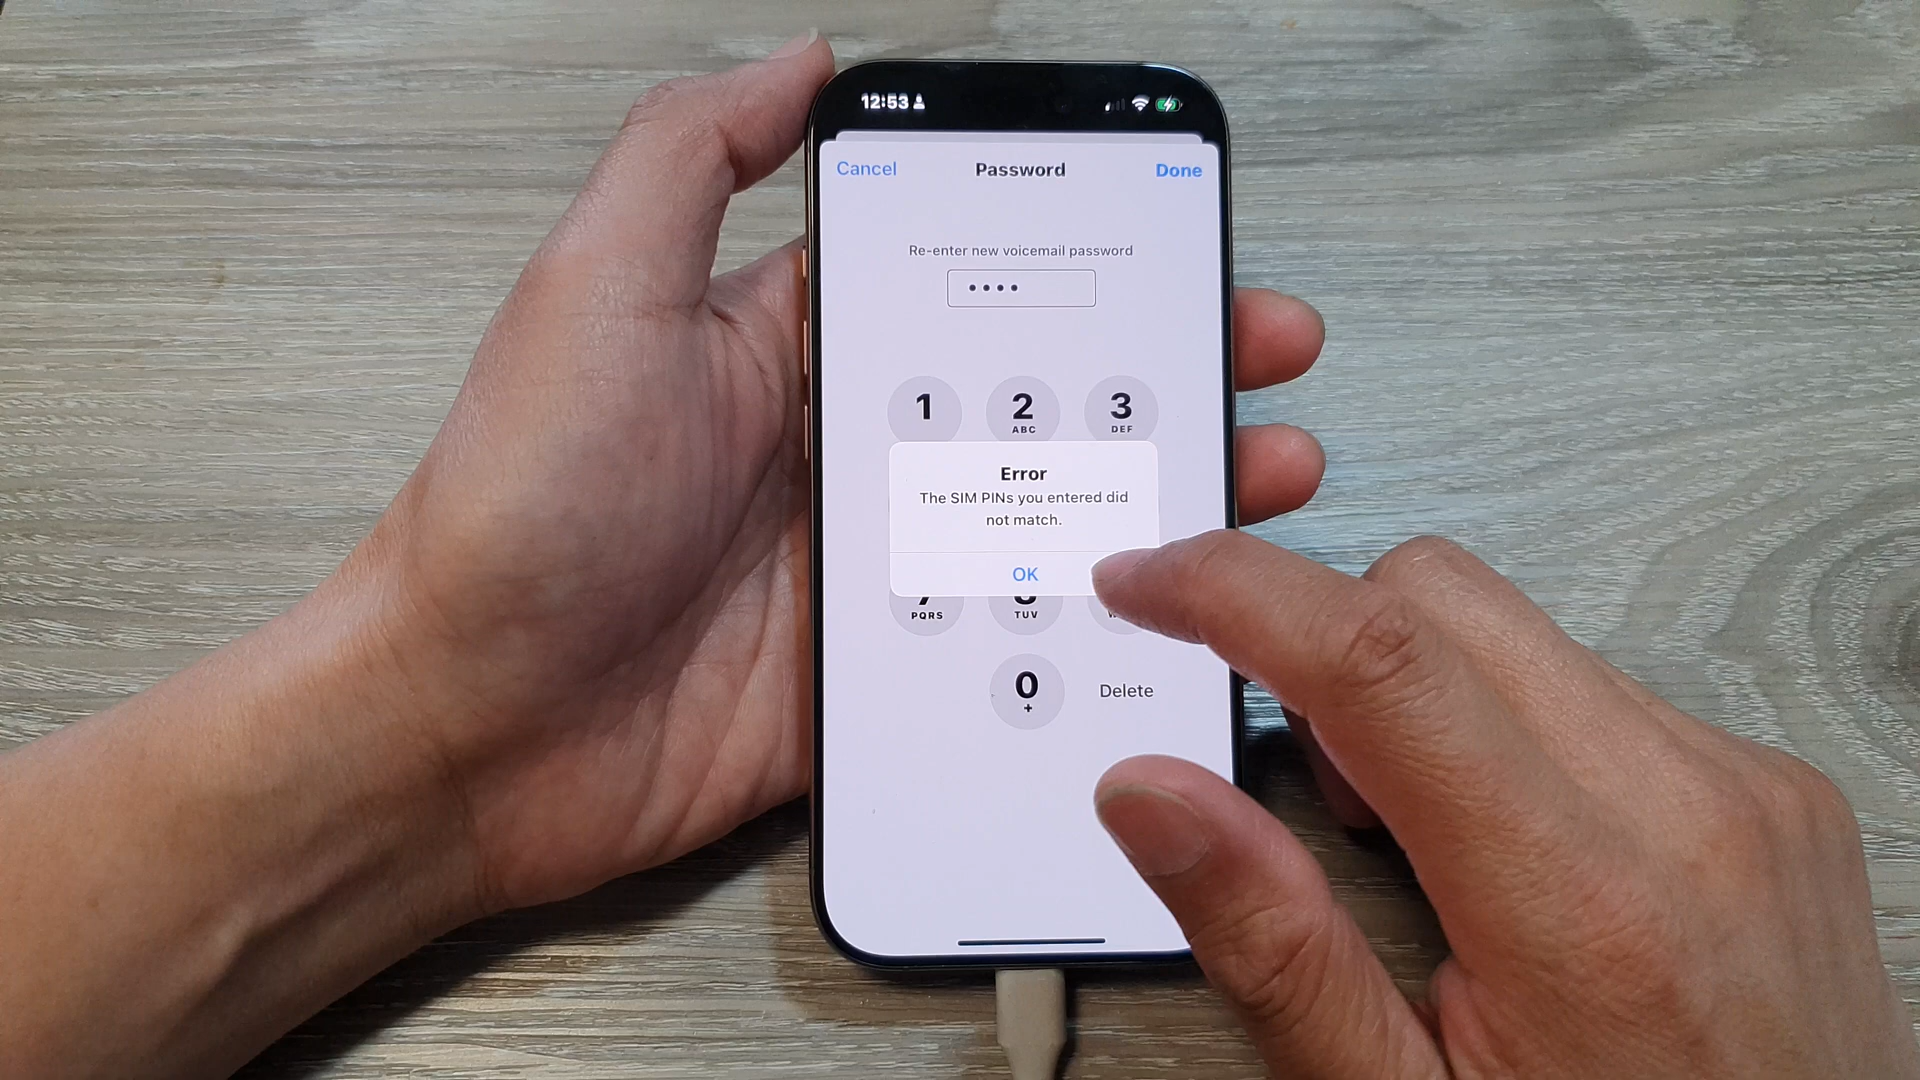 12:53
Cancel Password Done
Re-enter new voicemail password
1 2 3
ABC DEF
Error
The SIM PINs you entered did
not match.
OK
PQRS TUV
0 Delete
+